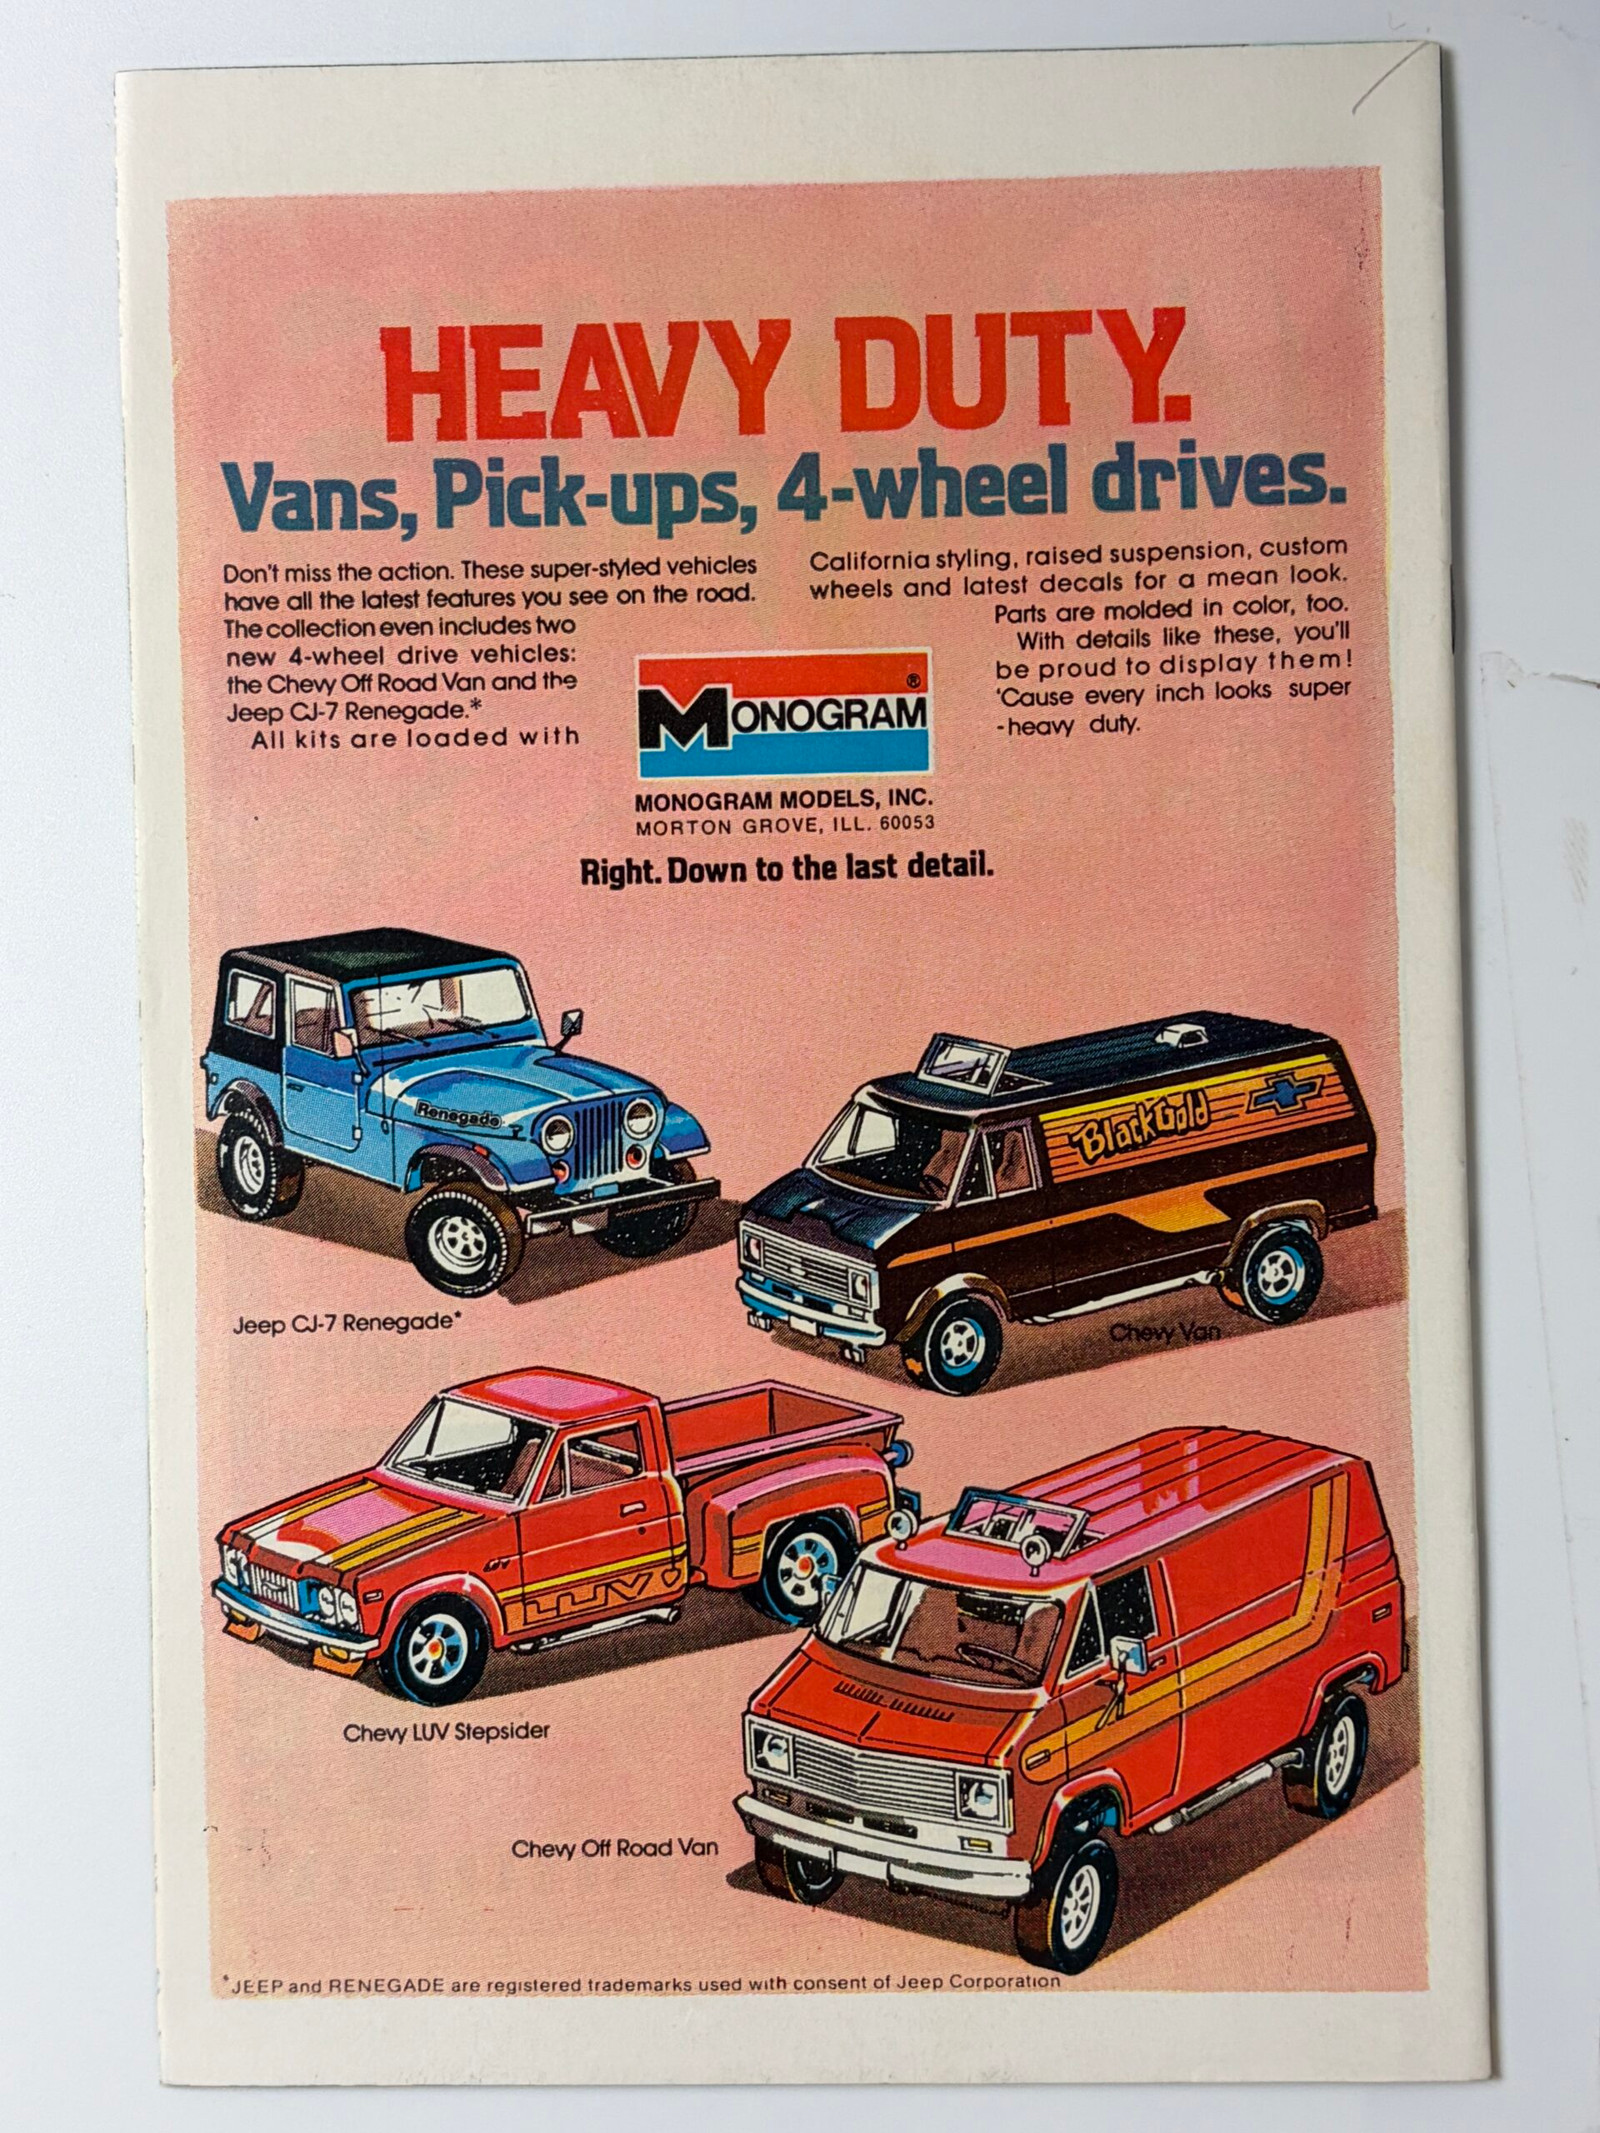 HEAVY DUTY.
Vans, Pick-ups, 4-wheel drives.
Don't miss the action. These super-styled vehicles
have all the latest features you see on the road.
The collection even includes two
new 4-wheel drive vehicles:
the Chevy Off Road Van and the
Jeep CJ-7 Renegade.*
All kits are loaded with
California styling, raised suspension, custom
wheels and latest decals for a mean look.
Parts are molded in color, too.
With details like these, you'll
be proud to display them!
'Cause every inch looks super
-heavy duty.
MONOGRAM®
MONOGRAM MODELS, INC.
MORTON GROVE, ILL. 60053
Right. Down to the last detail.
Renegade
BlackGold
Jeep CJ-7 Renegade*
Chevy Van
LUV
LUV
Chevy LUV Stepsider
Chevy Off Road Van
*JEEP and RENEGADE are registered trademarks used with consent of Jeep Corporation